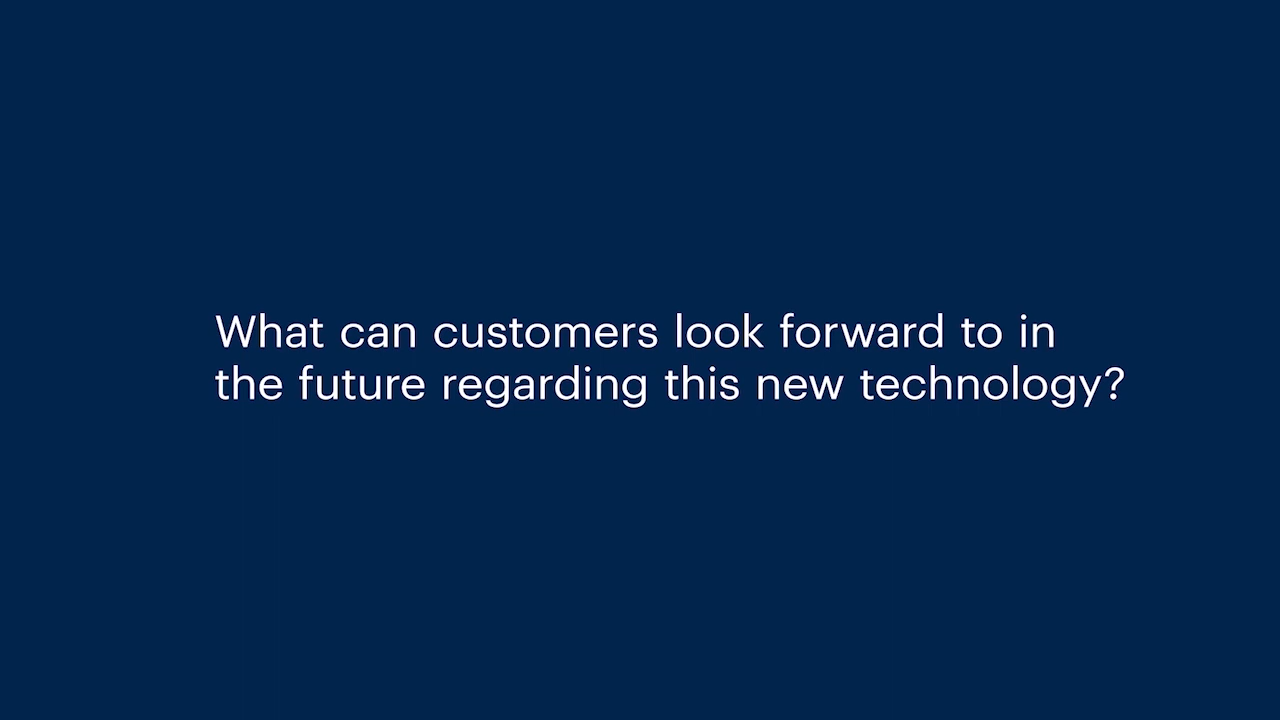 What can customers look forward to in
the future regarding this new technology?